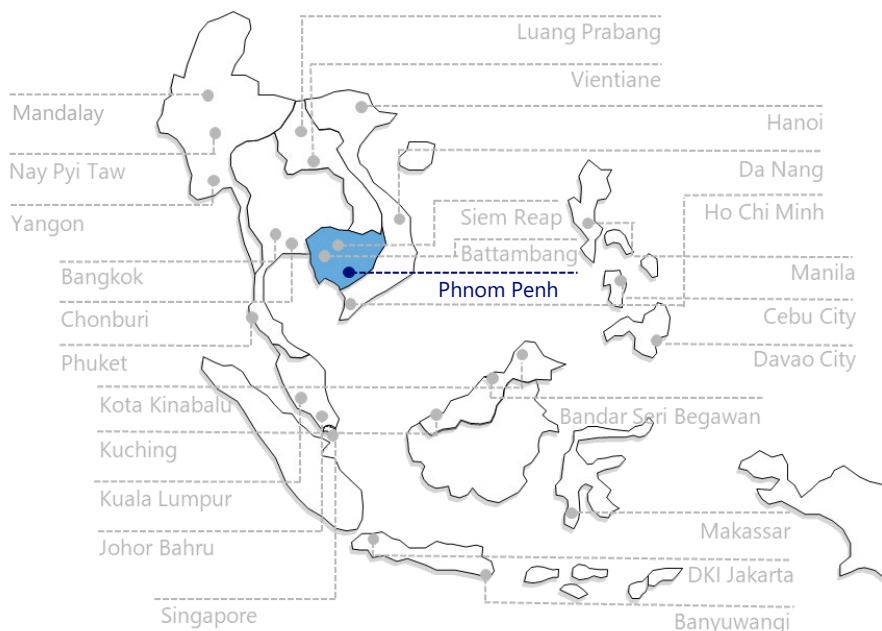 Luang Prabang
Vientiane
Mandalay
Hanoi
Nay Pyi Taw
Da Nang
Yangon
Siem Reap
Ho Chi Minh
Battambang
Bangkok
Manila
Phnom Penh
Chonburi
Cebu City
Phuket
Davao City
Kota Kinabalu
Bandar Seri Begawan
Kuching
Kuala Lumpur
Makassar
Johor Bahru
DKI Jakarta
Singapore
Banyuwangi